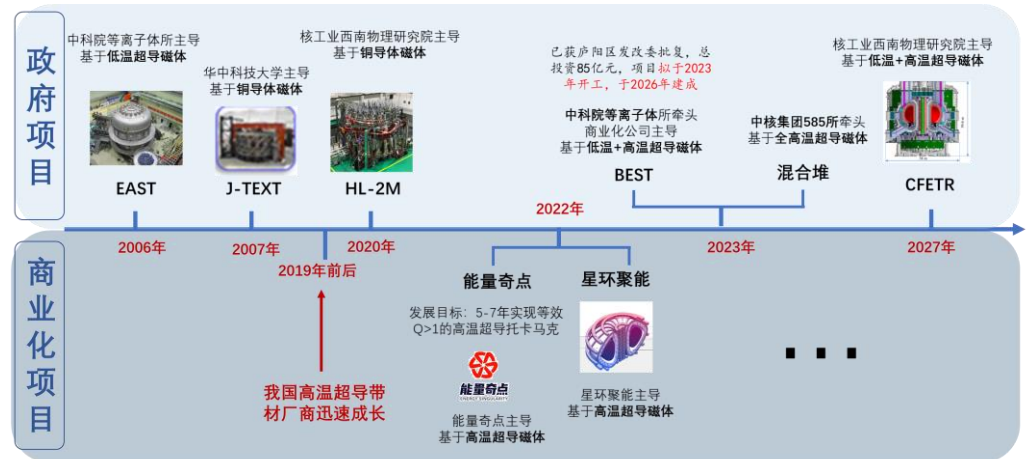 政府项目
中科院等离子体所主导
基于低温超导磁体
EAST
2006年
华中科技大学主导
基于铜导体磁体
J-TEXT
2007年
核工业西南物理研究院主导
基于铜导体磁体
HL-2M
2020年
已获庐阳区发改委批复，总
投资85亿元，项目拟于2023
年开工，于2026年建成
中科院等离子体所牵头
商业化公司主导
基于低温+高温超导磁体
BEST
中核集团585所牵头
基于全高温超导磁体
混合堆
2023年
核工业西南物理研究院主导
基于低温+高温超导磁体
CFETR
2027年
商业化项目
2019年前后
我国高温超导带
材厂商迅速成长
2022年
能量奇点
发展目标：5-7年实现等效
Q>1的高温超导托卡马克
能量奇点
ENERGY SINGULARITY
能量奇点主导
基于高温超导磁体
星环聚能
星环聚能主导
基于高温超导磁体